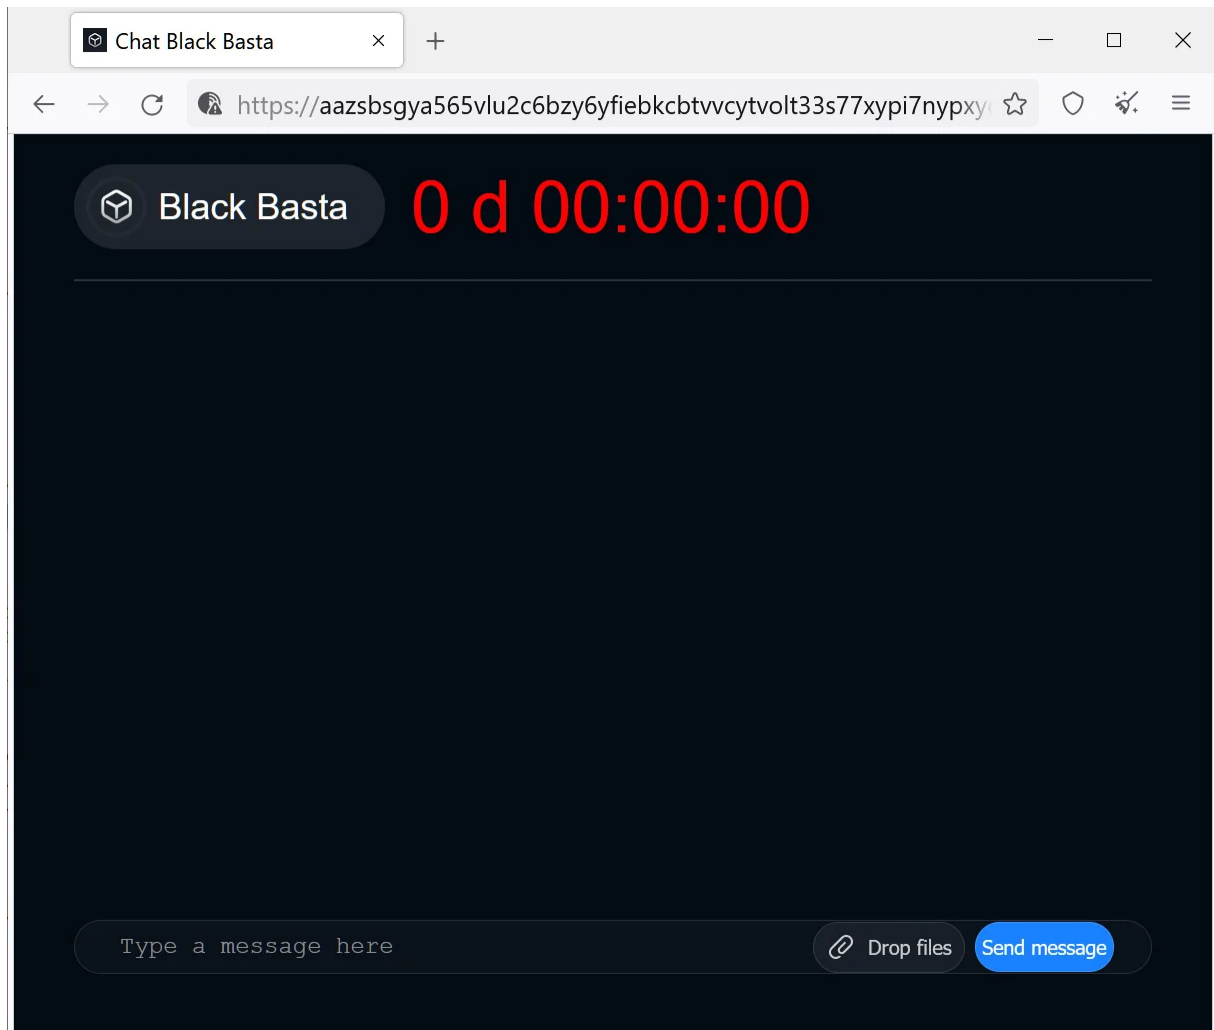 Chat Black Basta
https://aazsbsgya565vlu2c6bzy6yfiebkcbtvvcytvolt33s77xypi7nypxy
Black Basta
0 d 00:00:00
Type a message here
Drop files
Send message